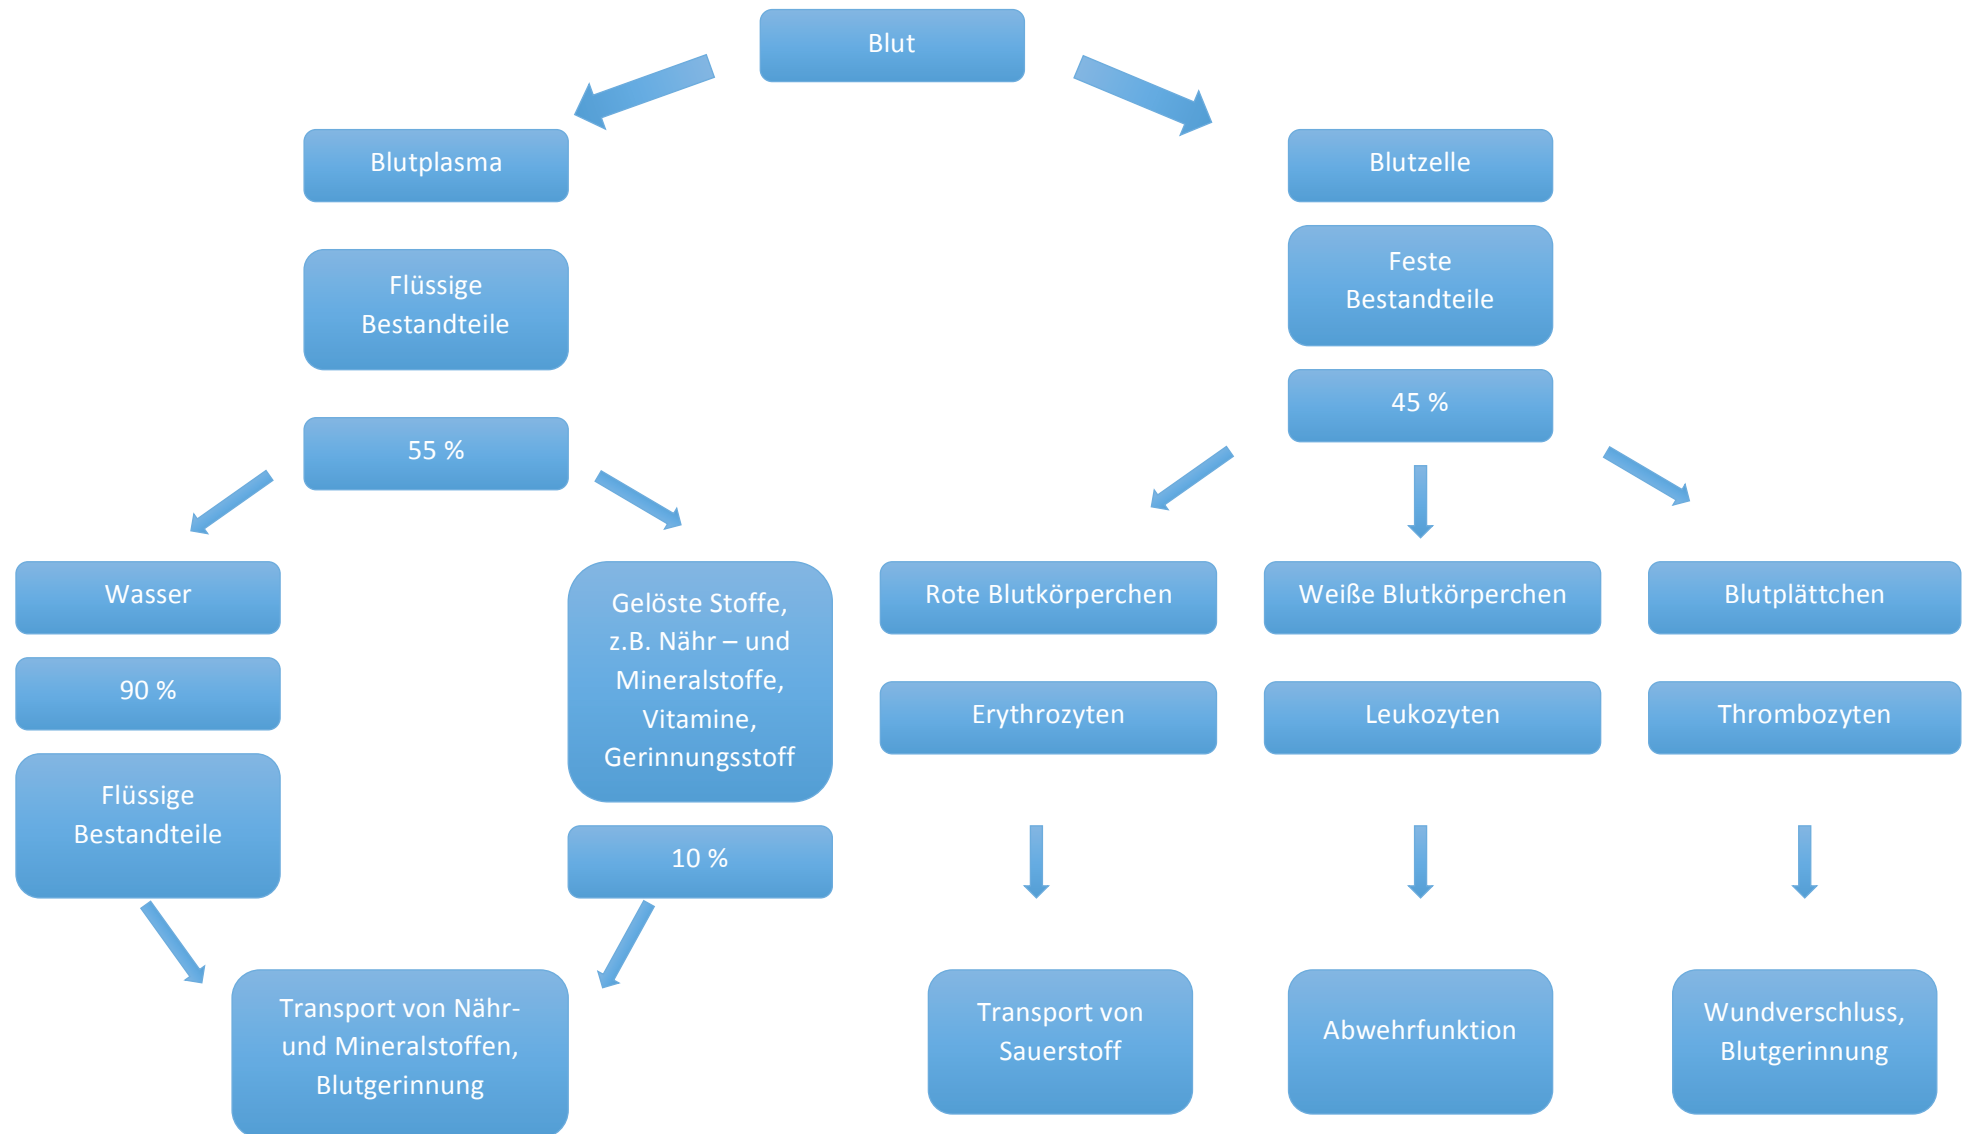 Blut
Blutplasma
Blutzelle
Flüssige
Bestandteile
Feste
Bestandteile
55 %
45 %
Wasser
90 %
Flüssige
Bestandteile
Gelöste Stoffe,
z.B. Nähr – und
Mineralstoffe,
Vitamine,
Gerinnungsstoff
10 %
Transport von Nähr-
und Mineralstoffen,
Blutgerinnung
Rote Blutkörperchen
Erythrozyten
Transport von
Sauerstoff
Weiße Blutkörperchen
Leukozyten
Abwehrfunktion
Blutplättchen
Thrombozyten
Wundverschluss,
Blutgerinnung